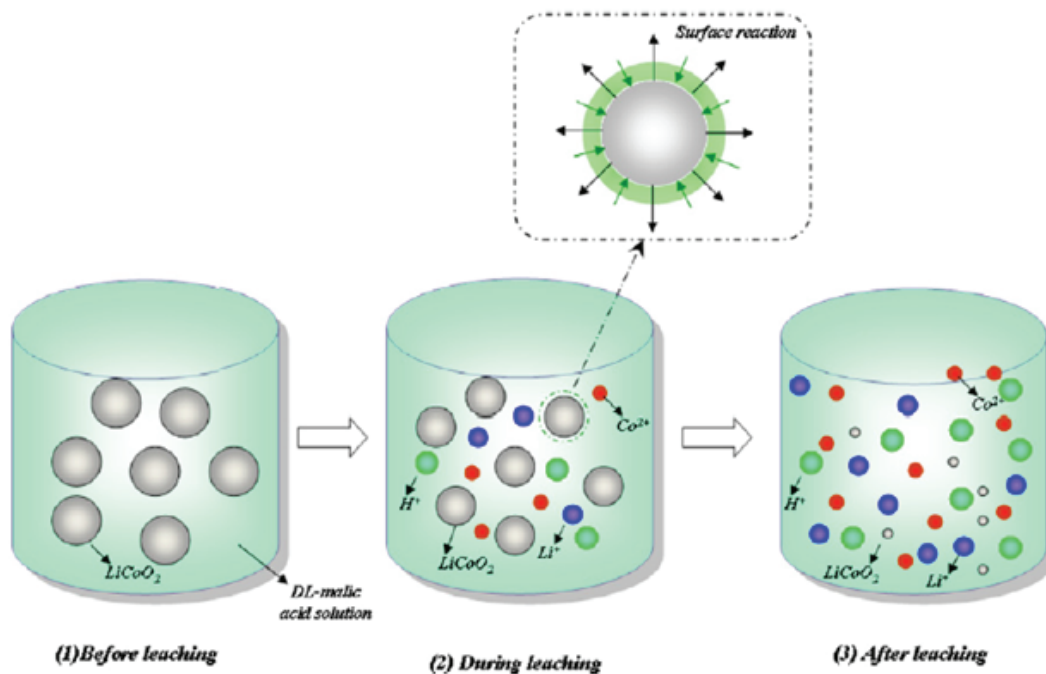 Surface reaction
Co²⁺
H⁺
LiCoO₂
Li⁺
LiCoO₂
DL-malic
acid solution
Co²⁺
H⁺
LiCoO₂
Li⁺
(1)Before leaching
(2) During leaching
(3) After leaching